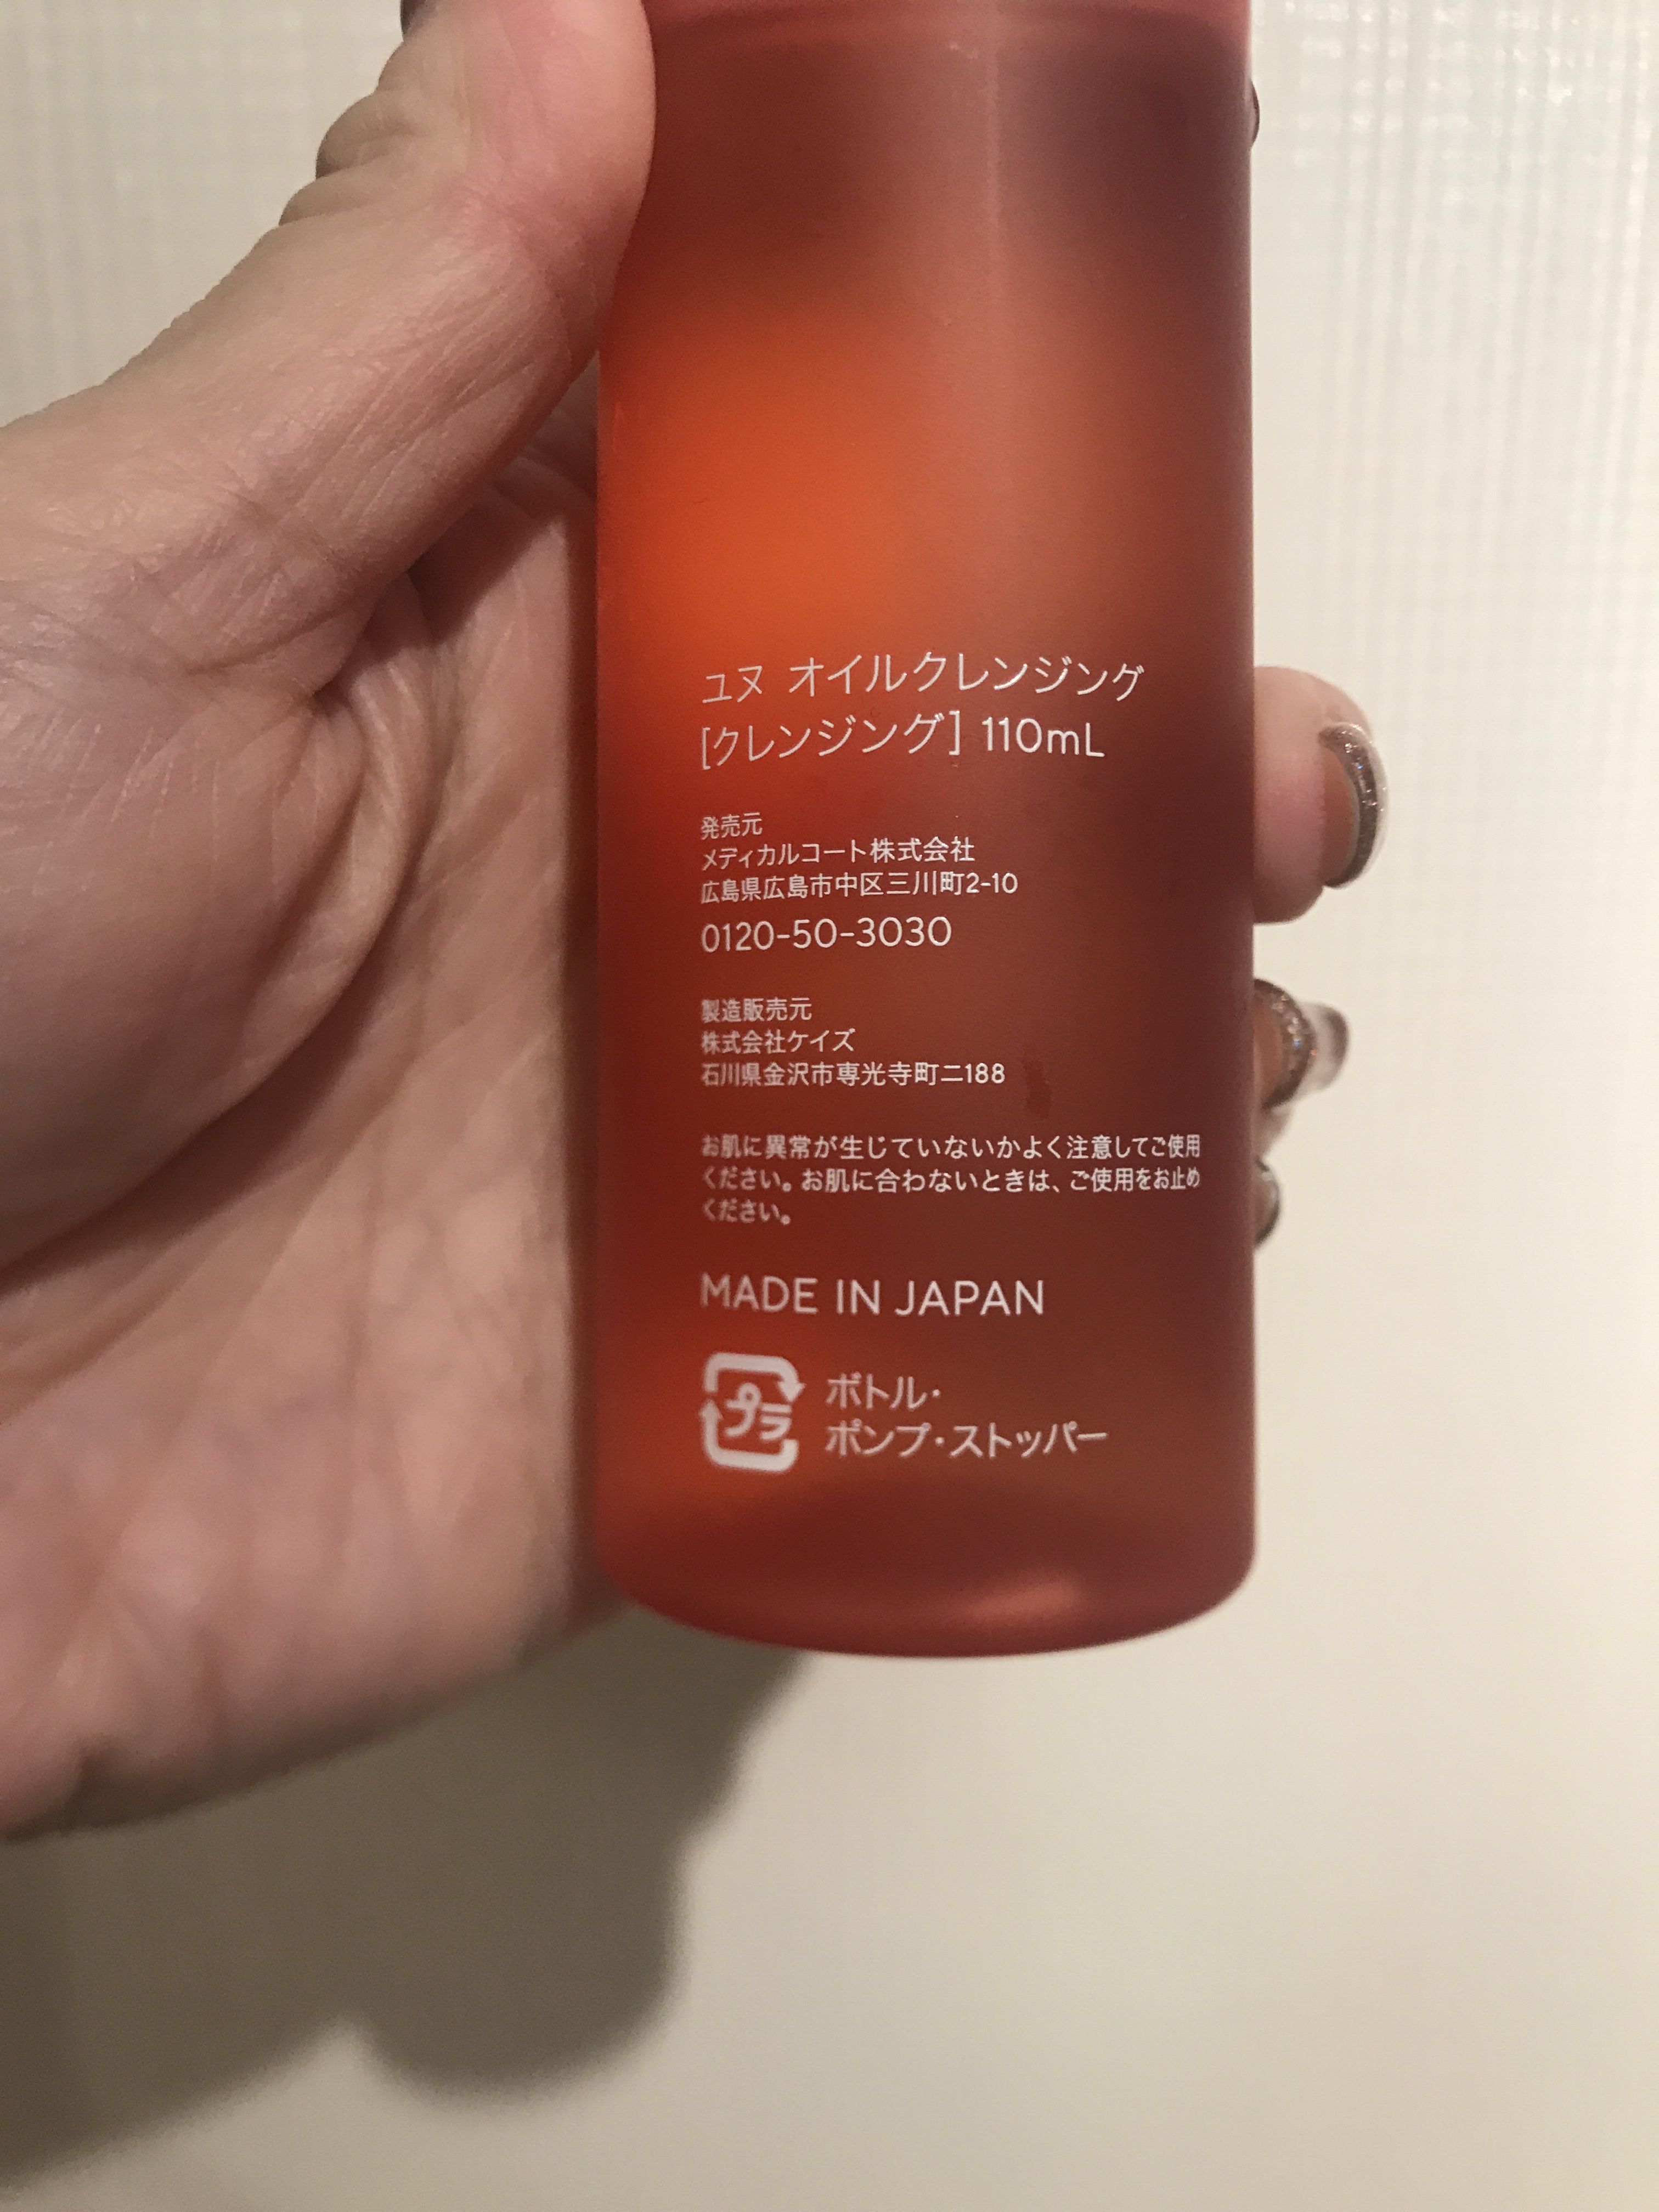 ユヌ オイルクレンジング
[クレンジング] 110mL
発売元
メディカルコート株式会社
広島県広島市中区三川町2-10
0120-50-3030
製造販売元
株式会社ケイズ
石川県金沢市専光寺町ニ188
お肌に異常が生じていないかよく注意してご使用
ください。お肌に合わないときは、ご使用をお止め
ください。
MADE IN JAPAN
プラ ボトル・
ポンプ・ストッパー